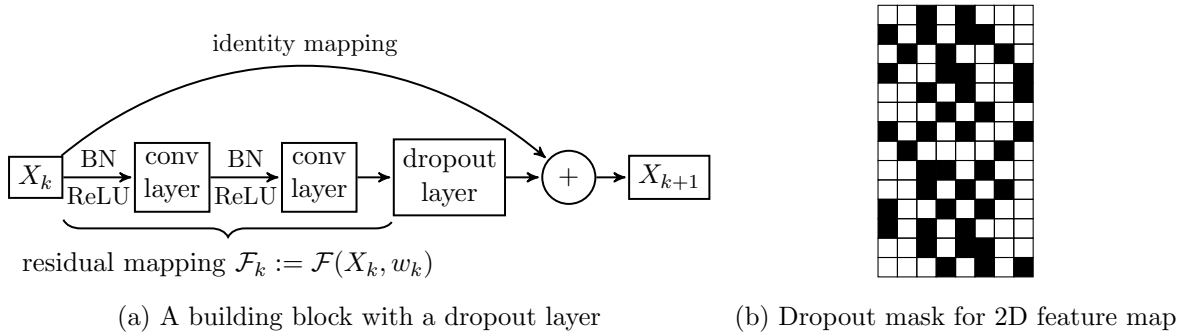 identity mapping
X_k
BN
ReLU
conv
layer
BN
ReLU
conv
layer
dropout
layer
+
X_{k+1}
residual mapping 𝓕_k := 𝓕(X_k, w_k)
(a) A building block with a dropout layer
(b) Dropout mask for 2D feature map